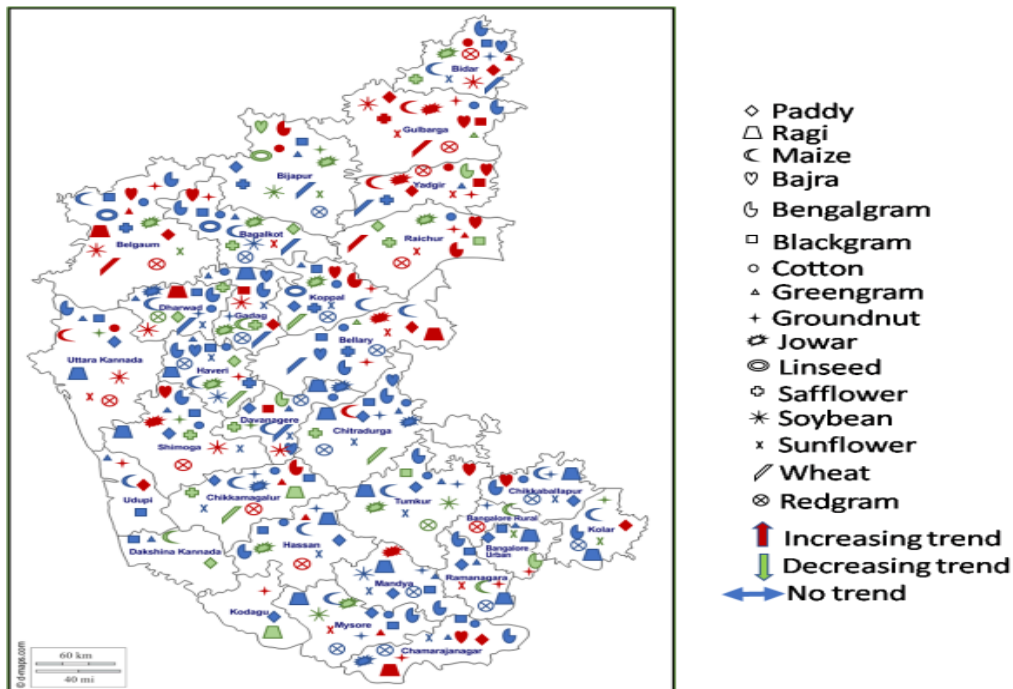 Bidar
Gulbarga
Bijapur
Yadgir
Belgaum
Bagalkot
Raichur
Dharwad
Koppal
Gadag
Bellary
Uttara Kannada
Haveri
Davanagere
Chitradurga
Shimoga
Udupi
Chikkamagalur
Tumkur
Chikkaballapur
Bangalore Rural
Kolar
Dakshina Kannada
Hassan
Bangalore
Urban
Mandya
Ramanagara
Kodagu
Mysore
Chamarajanagar
60 km
40 mi
© d-maps.com
Paddy
Ragi
Maize
Bajra
Bengalgram
Blackgram
Cotton
Greengram
Groundnut
Jowar
Linseed
Safflower
Soybean
Sunflower
Wheat
Redgram
Increasing trend
Decreasing trend
No trend